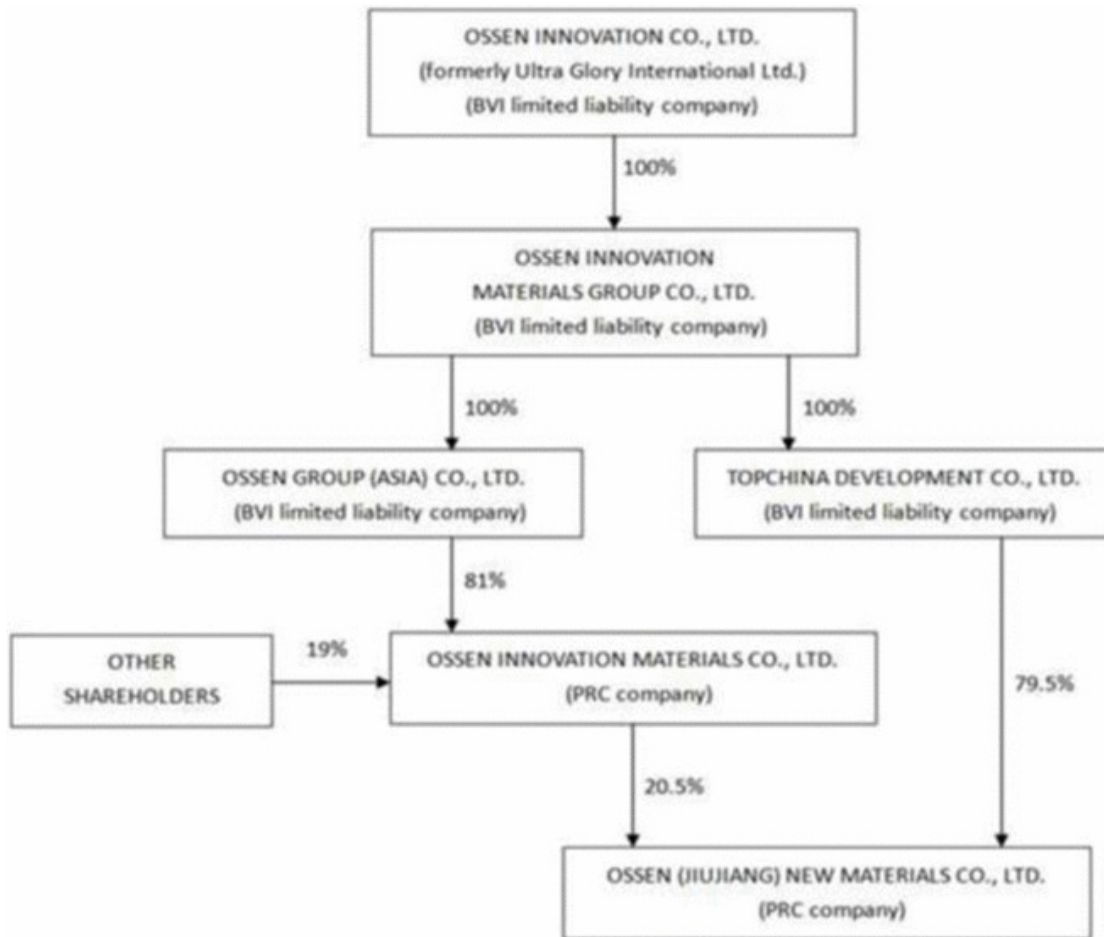 OSSEN INNOVATION CO., LTD.
(formerly Ultra Glory International Ltd.)
(BVI limited liability company)
100%
OSSEN INNOVATION
MATERIALS GROUP CO., LTD.
(BVI limited liability company)
100%
100%
OSSEN GROUP (ASIA) CO., LTD.
(BVI limited liability company)
TOPCHINA DEVELOPMENT CO., LTD.
(BVI limited liability company)
81%
OTHER
SHAREHOLDERS
19%
OSSEN INNOVATION MATERIALS CO., LTD.
(PRC company)
79.5%
20.5%
OSSEN (JIUJIANG) NEW MATERIALS CO., LTD.
(PRC company)